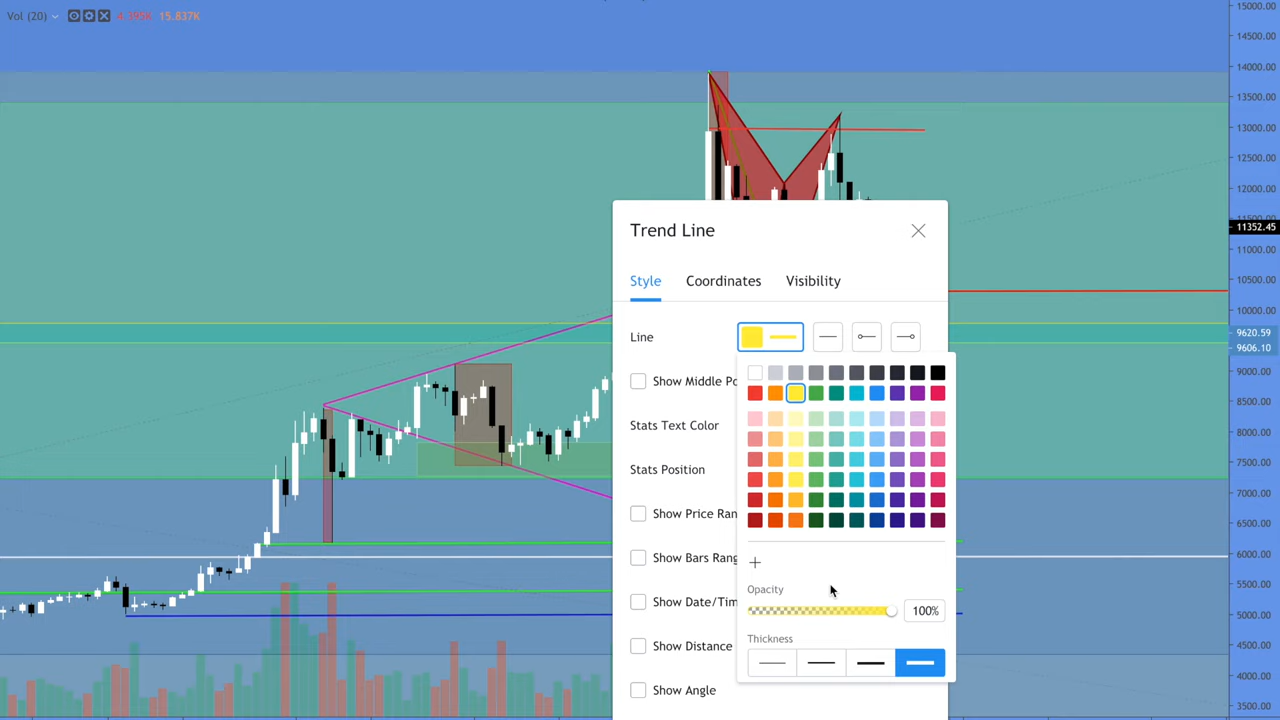 Vol (20) 4.395K 15.837K
15000.00
14500.00
14000.00
13500.00
13000.00
12500.00
12000.00
11352.45
10500.00
10000.00
9620.59
9606.10
9000.00
8500.00
8000.00
7500.00
7000.00
6500.00
6000.00
5500.00
5000.00
4500.00
4000.00
3500.00
Trend Line
Style Coordinates Visibility
Line
Show Middle Po
Stats Text Color
Stats Position
Show Price Ran
Show Bars Rang
Show Date/Tim
Show Distance
Show Angle
Opacity
100%
Thickness